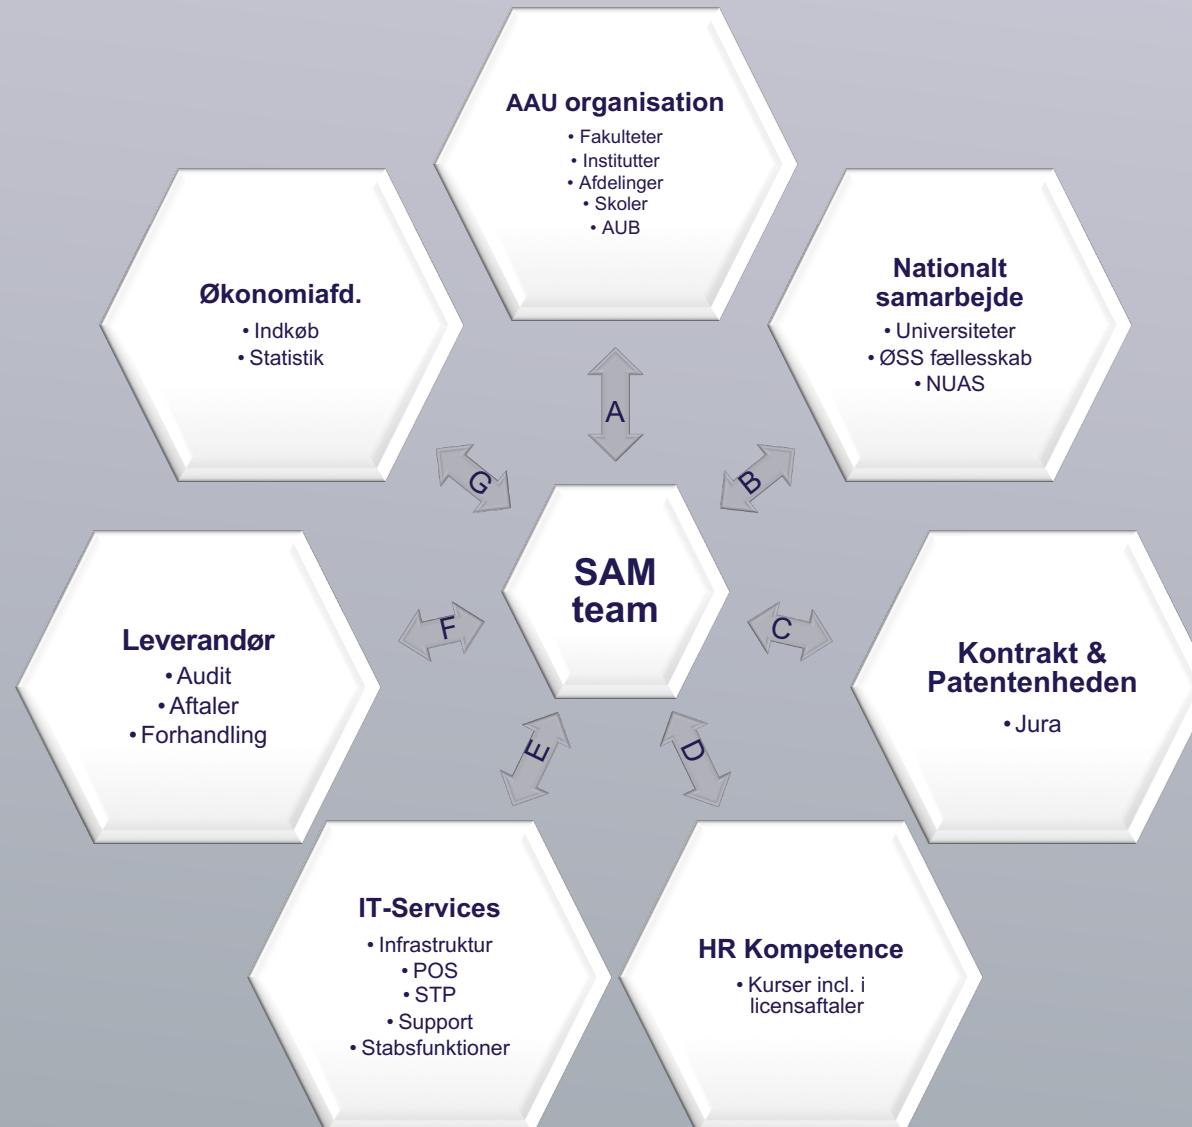 AAU organisation
• Fakulteter
• Institutter
• Afdelinger
• Skoler
• AUB
Nationalt
samarbejde
• Universiteter
• ØSS fællesskab
• NUAS
Økonomiafd.
• Indkøb
• Statistik
A
B
G
SAM
team
F
C
Leverandør
• Audit
• Aftaler
• Forhandling
Kontrakt &
Patentenheden
• Jura
E
D
IT-Services
• Infrastruktur
• POS
• STP
• Support
• Stabsfunktioner
HR Kompetence
• Kurser incl. i
licensaftaler